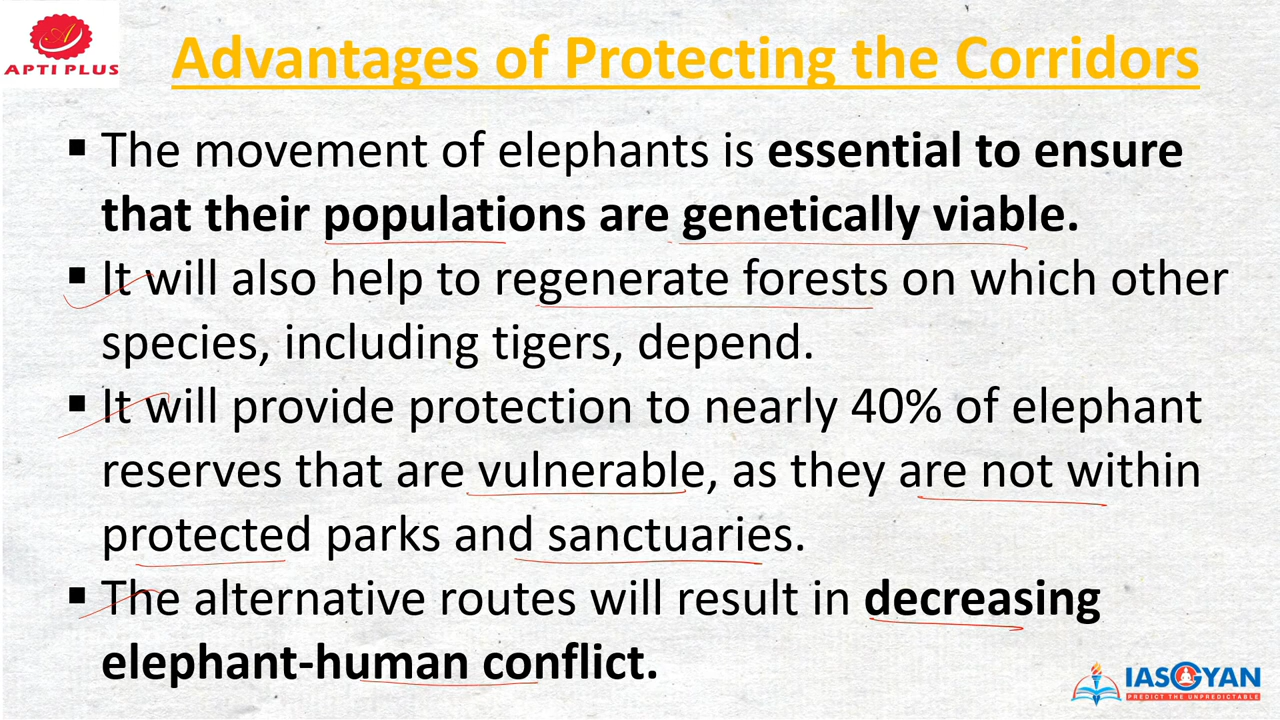 APTI PLUS
Advantages of Protecting the Corridors
▪ The movement of elephants is essential to ensure
that their populations are genetically viable.
▪ It will also help to regenerate forests on which other
species, including tigers, depend.
▪ It will provide protection to nearly 40% of elephant
reserves that are vulnerable, as they are not within
protected parks and sanctuaries.
▪ The alternative routes will result in decreasing
elephant-human conflict.
IASGYAN
PREDICT THE UNPREDICTABLE